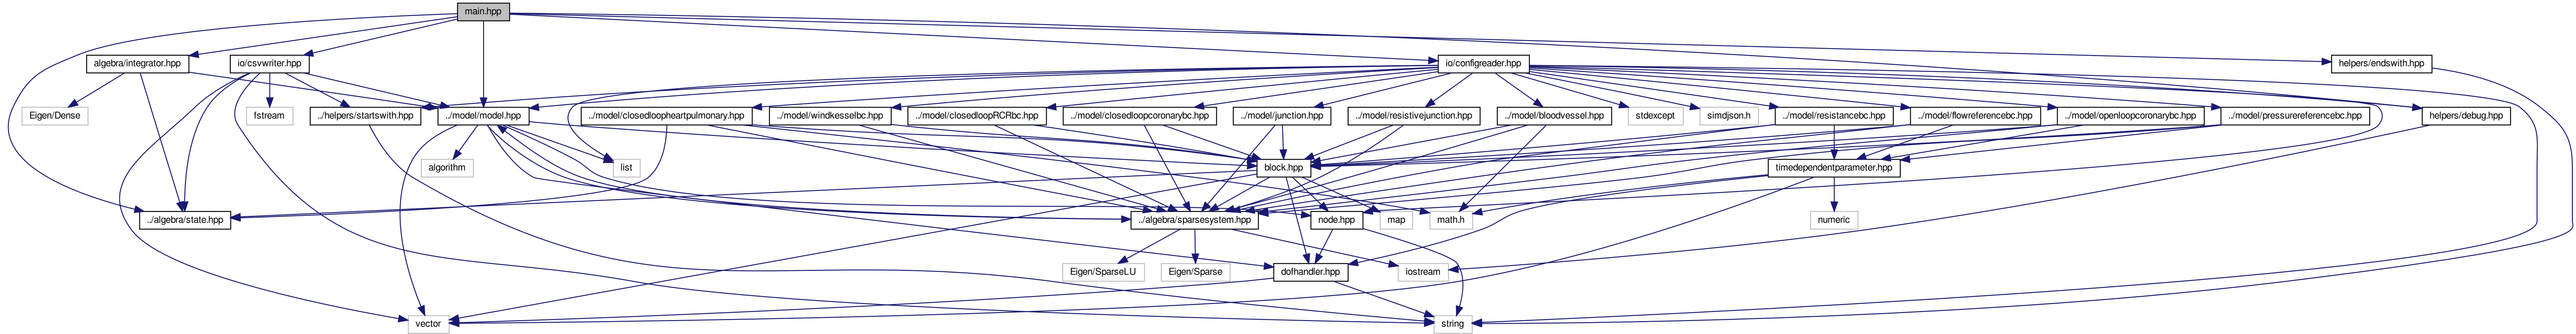 main.hpp
algebra/integrator.hpp
io/csvwriter.hpp
io/configreader.hpp
helpers/endswith.hpp
Eigen/Dense
fstream
../helpers/startswith.hpp
../model/model.hpp
../model/closedloopheartpulmonary.hpp
../model/windkesselbc.hpp
../model/closedloopRCRbc.hpp
../model/closedloopcoronarybc.hpp
../model/junction.hpp
../model/resistivejunction.hpp
../model/bloodvessel.hpp
stdexcept
simdjson.h
../model/resistancebc.hpp
../model/flowreferencebc.hpp
../model/openloopcoronarybc.hpp
../model/pressurereferencebc.hpp
helpers/debug.hpp
algorithm
list
block.hpp
timedependentparameter.hpp
../algebra/state.hpp
../algebra/sparsesystem.hpp
node.hpp
map
math.h
numeric
Eigen/SparseLU
Eigen/Sparse
dofhandler.hpp
iostream
vector
string